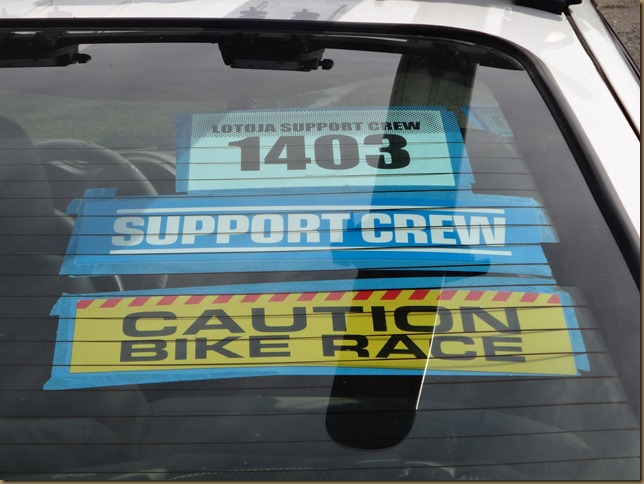 LOTOJA SUPPORT CREW
1403
SUPPORT CREW
CAUTION
BIKE RACE